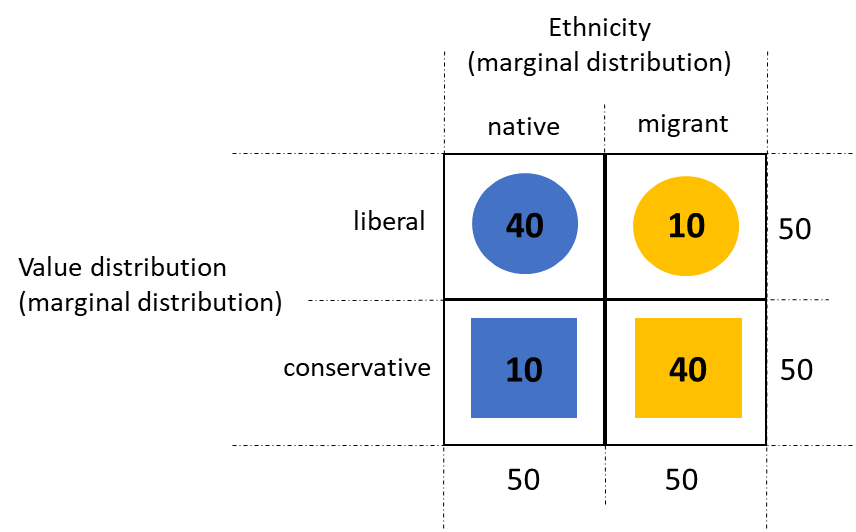 Ethnicity
(marginal distribution)
native
migrant
liberal
40
10
50
Value distribution
(marginal distribution)
conservative
10
40
50
50
50